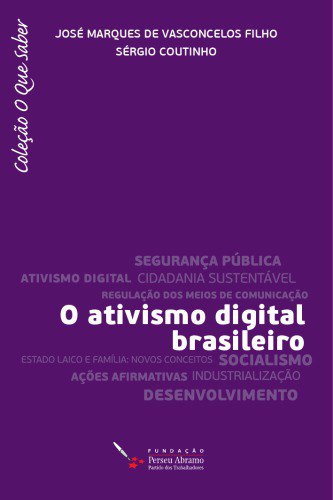 JOSÉ MARQUES DE VASCONCELOS FILHO
SÉRGIO COUTINHO
Coleção O Que Saber
SEGURANÇA PÚBLICA
ATIVISMO DIGITAL CIDADANIA SUSTENTÁVEL
REGULAÇÃO DOS MEIOS DE COMUNICAÇÃO
O ativismo digital
brasileiro
ESTADO LAICO E FAMÍLIA: NOVOS CONCEITOS SOCIALISMO
AÇÕES AFIRMATIVAS INDUSTRIALIZAÇÃO
DESENVOLVIMENTO
FUNDAÇÃO
Perseu Abramo
Partido dos Trabalhadores